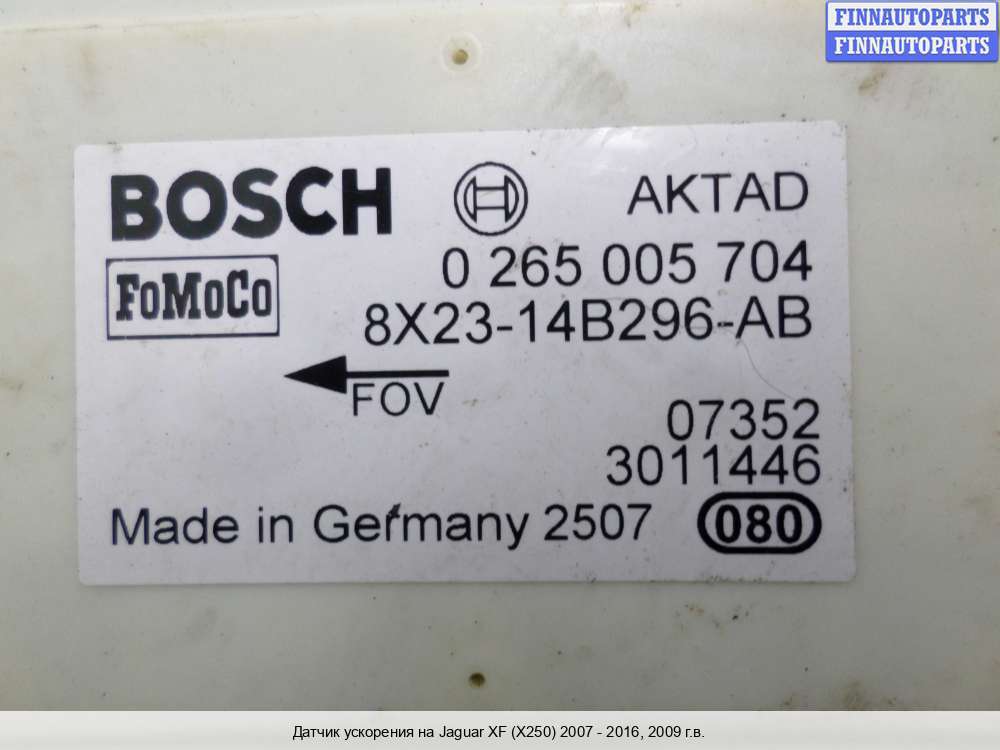 FINNAUTOPARTS
FINNAUTOPARTS
BOSCH AKTAD
0 265 005 704
FoMoCo
8X23-14B296-AB
FOV
07352
3011446
Made in Germany 2507 080
Датчик ускорения на Jaguar XF (X250) 2007 - 2016, 2009 г.в.